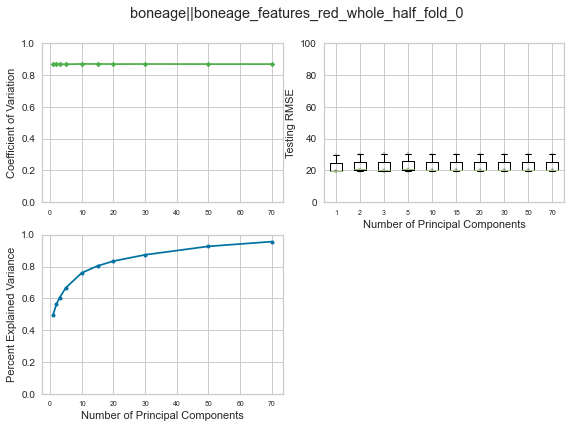 boneage||boneage_features_red_whole_half_fold_0
Coefficient of Variation
1.0
0.8
0.6
0.4
0.2
0.0
0 10 20 30 40 50 60 70
Testing RMSE
100
80
60
40
20
0
1 2 3 5 10 15 20 30 50 70
Number of Principal Components
Percent Explained Variance
1.0
0.8
0.6
0.4
0.2
0.0
0 10 20 30 40 50 60 70
Number of Principal Components